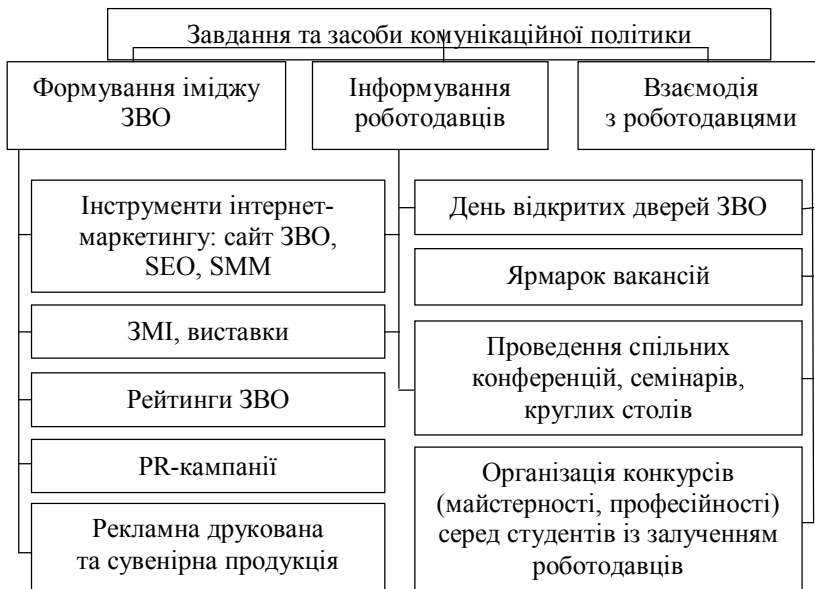 Завдання та засоби комунікаційної політики
Формування іміджу
ЗВО
Інформування
роботодавців
Взаємодія
з роботодавцями
Інструменти інтернет-
маркетингу: сайт ЗВО,
SEO, SMM
ЗМІ, виставки
Рейтинги ЗВО
PR-кампанії
Рекламна друкована
та сувенірна продукція
День відкритих дверей ЗВО
Ярмарок вакансій
Проведення спільних
конференцій, семінарів,
круглих столів
Організація конкурсів
(майстерності, професійності)
серед студентів із залученням
роботодавців